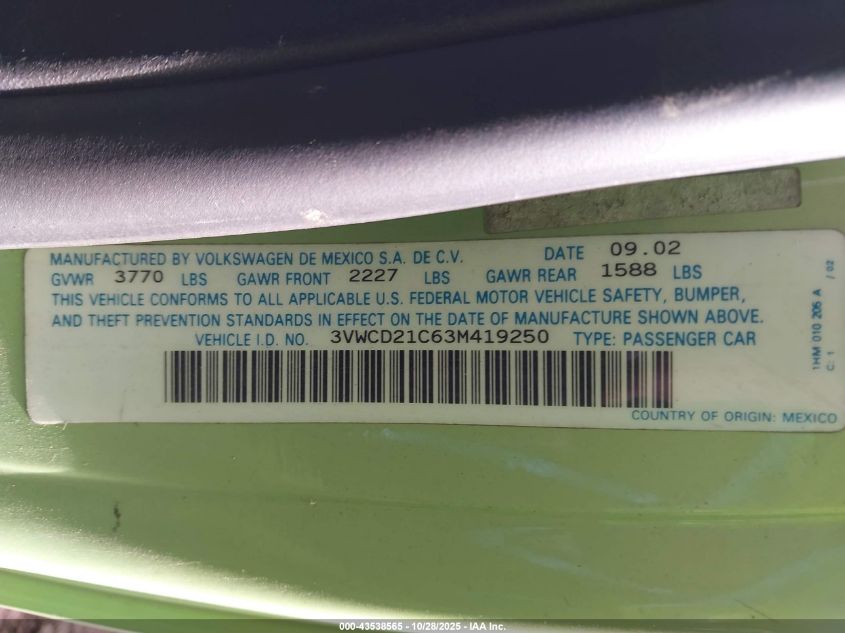 MANUFACTURED BY VOLKSWAGEN DE MEXICO S.A. DE C.V. DATE 09.02
GVWR 3770 LBS GAWR FRONT 2227 LBS GAWR REAR 1588 LBS
THIS VEHICLE CONFORMS TO ALL APPLICABLE U.S. FEDERAL MOTOR VEHICLE SAFETY, BUMPER,
AND THEFT PREVENTION STANDARDS IN EFFECT ON THE DATE OF MANUFACTURE SHOWN ABOVE.
VEHICLE I.D. NO. 3VWCD21C63M419250 TYPE: PASSENGER CAR
COUNTRY OF ORIGIN: MEXICO
1HM 010 205 A / 02
C: 1
000-43538565 - 10/28/2025 - IAA Inc.